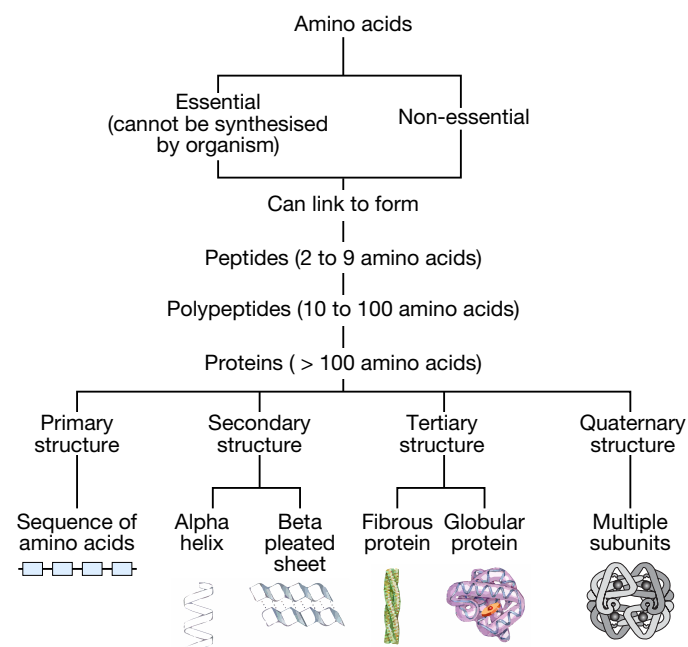 Amino acids
Essential
(cannot be synthesised
by organism)
Non-essential
Can link to form
Peptides (2 to 9 amino acids)
Polypeptides (10 to 100 amino acids)
Proteins ( > 100 amino acids)
Primary
structure
Secondary
structure
Tertiary
structure
Quaternary
structure
Sequence of
amino acids
Alpha
helix
Beta
pleated
sheet
Fibrous
protein
Globular
protein
Multiple
subunits